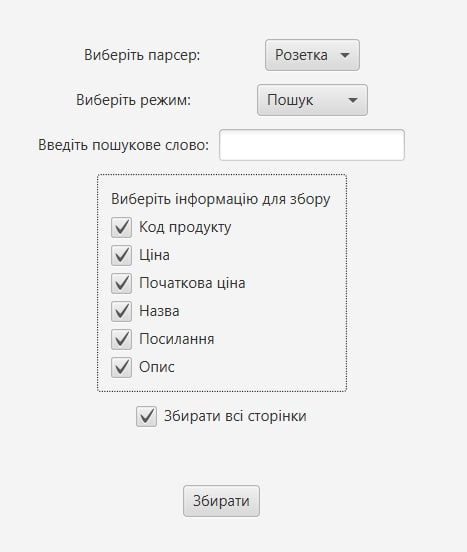 Виберіть парсер: Розетка
Виберіть режим: Пошук
Введіть пошукове слово:
Виберіть інформацію для збору
Код продукту
Ціна
Початкова ціна
Назва
Посилання
Опис
Збирати всі сторінки
Збирати